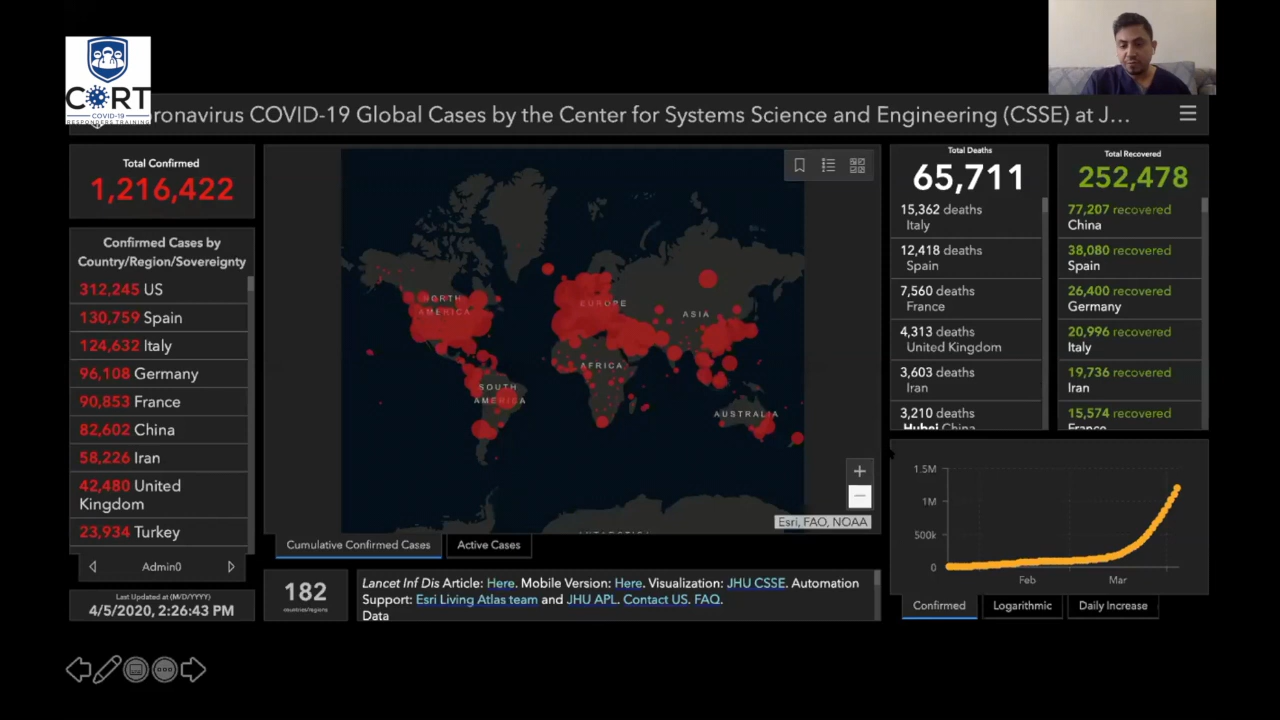 CORT
COVID-19
RESPONDERS TRAINING
ronavirus COVID-19 Global Cases by the Center for Systems Science and Engineering (CSSE) at J...
Total Confirmed
1,216,422
Confirmed Cases by
Country/Region/Sovereignty
312,245 US
130,759 Spain
124,632 Italy
96,108 Germany
90,853 France
82,602 China
58,226 Iran
42,480 United
Kingdom
23,934 Turkey
Admin0
Last Updated at (M/D/YYYY)
4/5/2020, 2:26:43 PM
NORTH
AMERICA
SOUTH
AMERICA
EUROPE
AFRICA
ASIA
AUSTRALIA
Esri, FAO, NOAA
Cumulative Confirmed Cases
Active Cases
182
countries/regions
Lancet Inf Dis Article: Here. Mobile Version: Here. Visualization: JHU CSSE. Automation
Support: Esri Living Atlas team and JHU APL. Contact US. FAQ.
Data
Total Deaths
65,711
15,362 deaths
Italy
12,418 deaths
Spain
7,560 deaths
France
4,313 deaths
United Kingdom
3,603 deaths
Iran
3,210 deaths
Hubei China
Total Recovered
252,478
77,207 recovered
China
38,080 recovered
Spain
26,400 recovered
Germany
20,996 recovered
Italy
19,736 recovered
Iran
15,574 recovered
France
1.5M
1M
500k
0
Feb
Mar
Confirmed
Logarithmic
Daily Increase